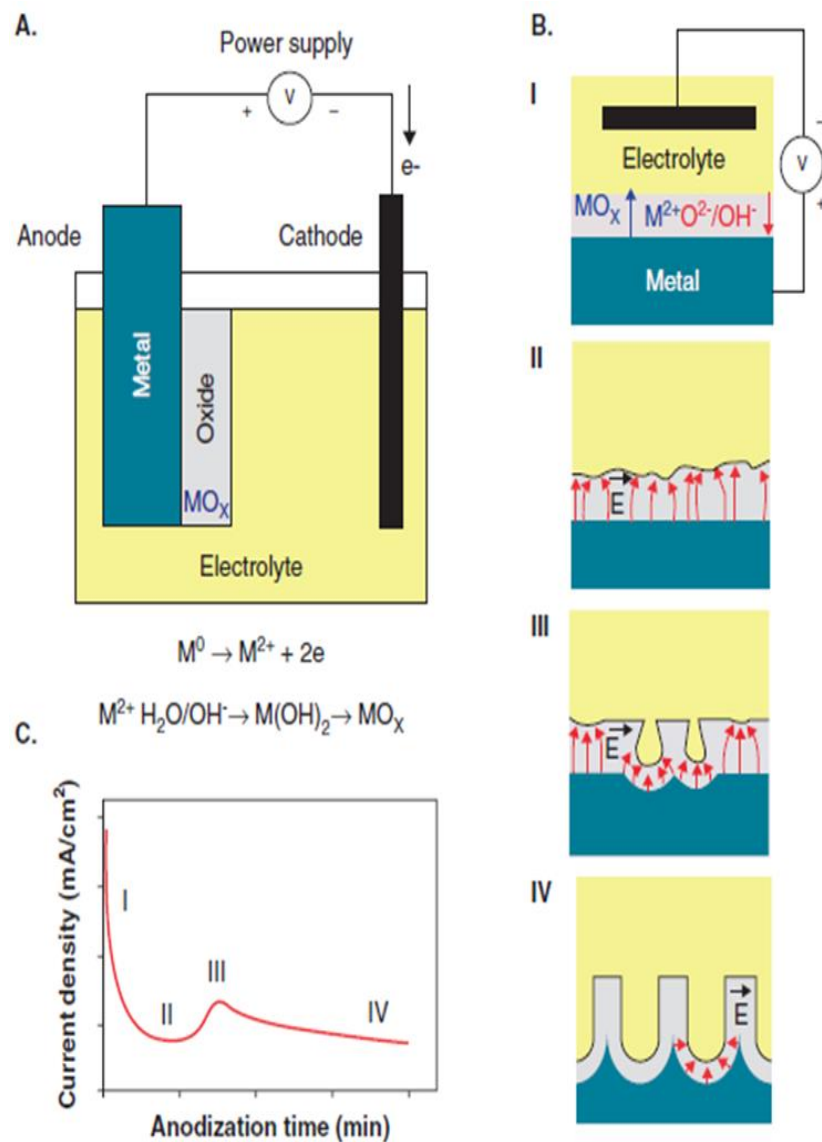 A.
Power supply
V
+ –
e-
Anode
Cathode
Metal
Oxide
MOX
Electrolyte
M⁰ → M²⁺ + 2e
M²⁺ H₂O/OH⁻→ M(OH)₂→ MOX
B.
I
Electrolyte
MOX M²⁺O²⁻/OH⁻
Metal
–
V
+
II
E
III
E
IV
E
C.
Current density (mA/cm²)
I
II
III
IV
Anodization time (min)